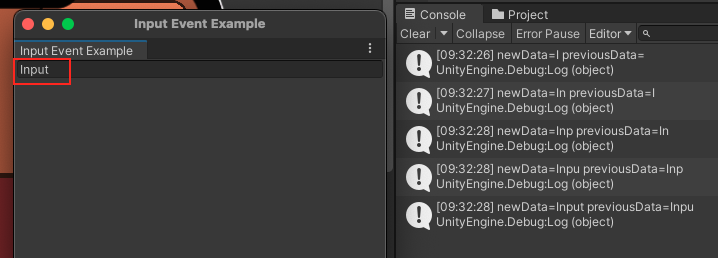 Input Event Example
Input Event Example
Input
Console Project
Clear Collapse Error Pause Editor
[09:32:26] newData=I previousData=
UnityEngine.Debug:Log (object)
[09:32:27] newData=In previousData=I
UnityEngine.Debug:Log (object)
[09:32:28] newData=Inp previousData=In
UnityEngine.Debug:Log (object)
[09:32:28] newData=Inpu previousData=Inp
UnityEngine.Debug:Log (object)
[09:32:28] newData=Input previousData=Inpu
UnityEngine.Debug:Log (object)